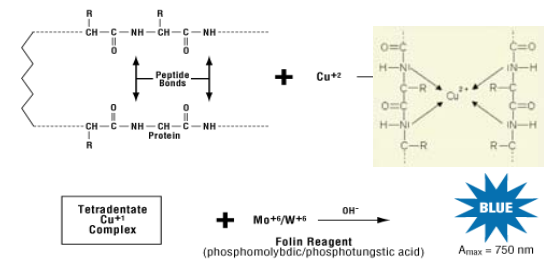 R R
CH—C—NH—CH—C—NH
O O
Peptide
Bonds
+ Cu+2
O O
CH—C—NH—CH—C—NH
R Protein
O=C C=O
H—N N—H
C—R R—C
Cu2+
O=C C=O
H—N N—H
C—R C—R
Tetradentate
Cu+1
Complex
+ Mo+6/W+6 OH-
Folin Reagent
(phosphomolybdic/phosphotungstic acid)
BLUE
Amax = 750 nm